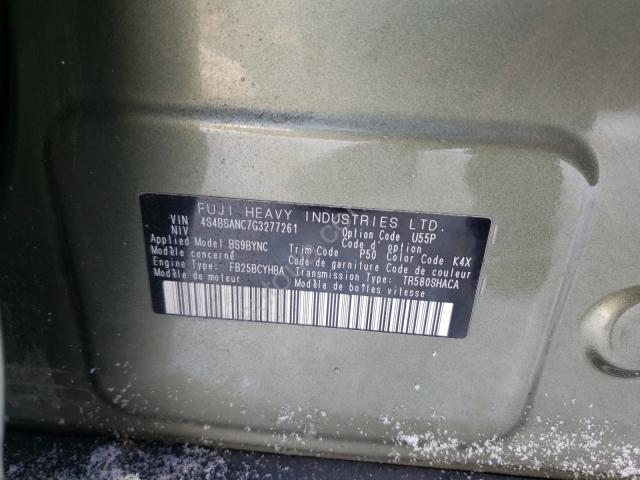 FUJI HEAVY INDUSTRIES LTD.
VIN 4S4BSANC7G3277261
NIV Option Code U55P
Code d' option
Applied Model BS9BYNC Trim Code P50 Color Code K4X
Modèle concerné Code de garniture Code de couleur
Engine Type: FB25BCYHBA Transmission Type: TR580SHACA
Modèle de moteur Modèle de boîtes vitesse